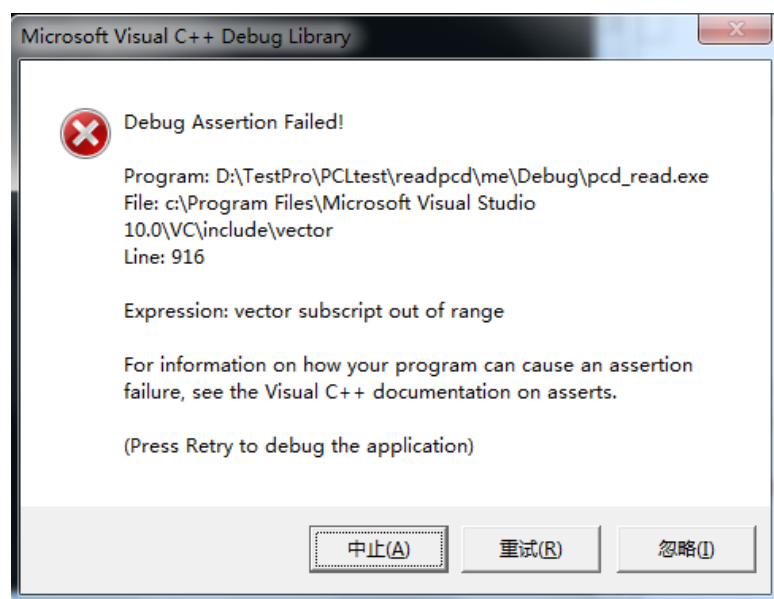 Microsoft Visual C++ Debug Library
Debug Assertion Failed!
Program: D:\TestPro\PCLtest\readpcd\me\Debug\pcd_read.exe
File: c:\Program Files\Microsoft Visual Studio
10.0\VC\include\vector
Line: 916
Expression: vector subscript out of range
For information on how your program can cause an assertion
failure, see the Visual C++ documentation on asserts.
(Press Retry to debug the application)
中止(A) 重试(R) 忽略(I)